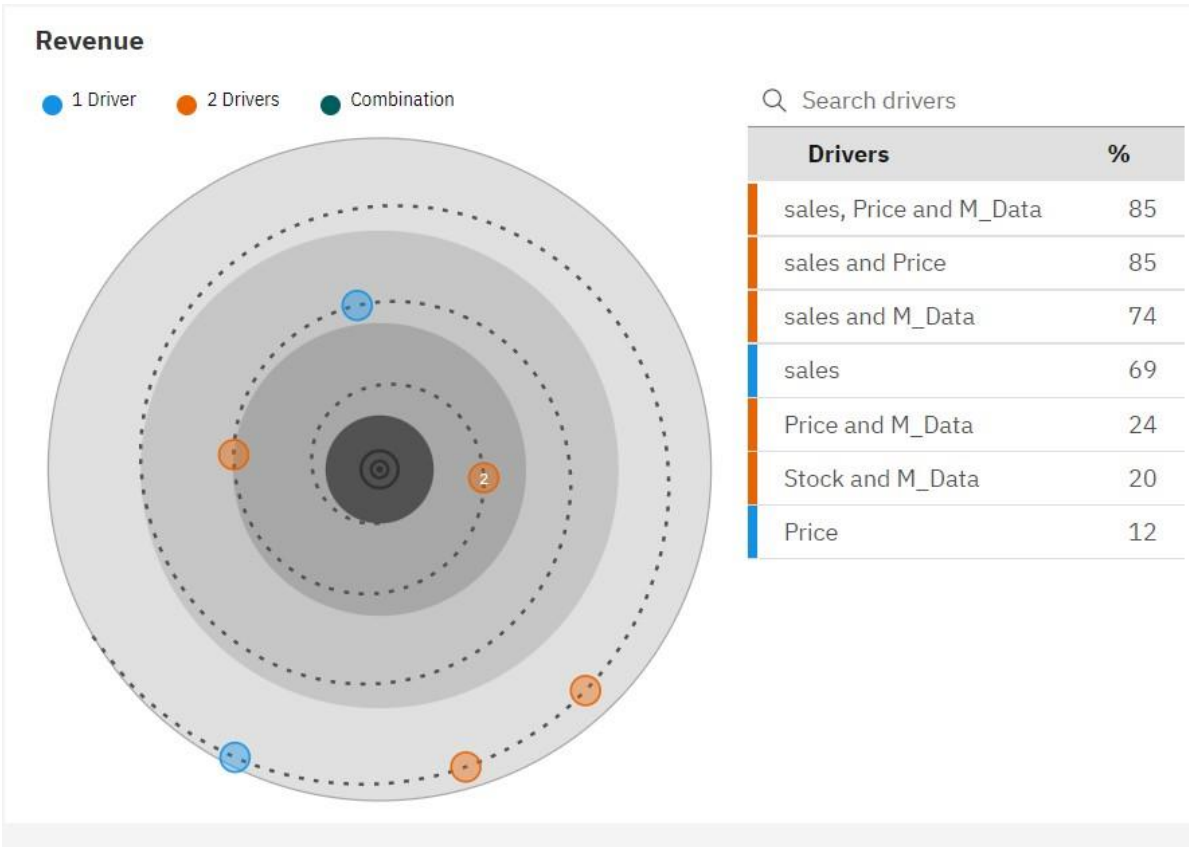 Revenue
1 Driver 2 Drivers Combination
2
Search drivers
Drivers %
sales, Price and M_Data 85
sales and Price 85
sales and M_Data 74
sales 69
Price and M_Data 24
Stock and M_Data 20
Price 12